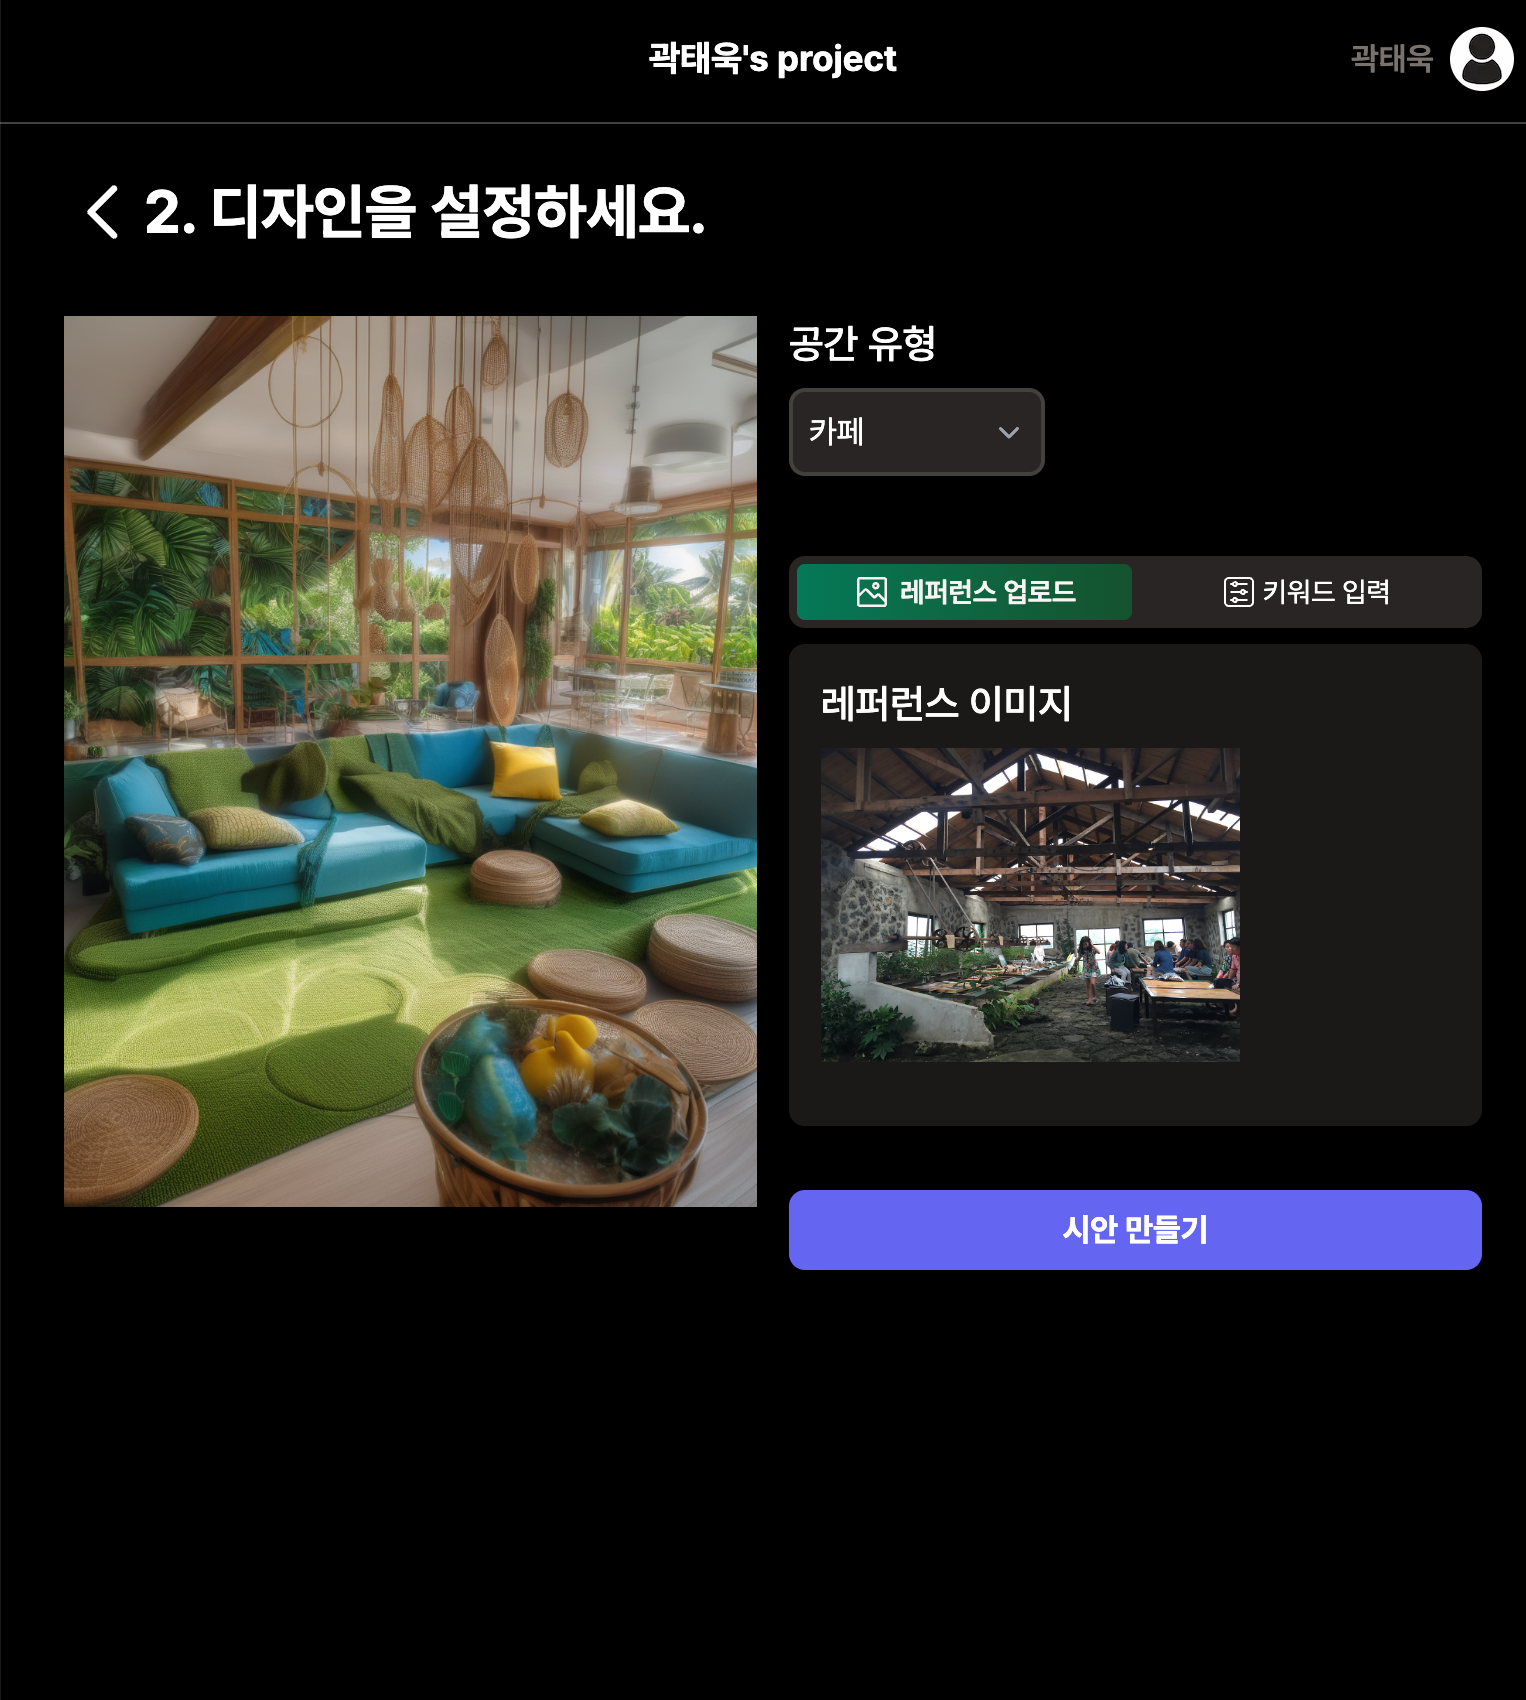 곽태욱's project
곽태욱
2. 디자인을 설정하세요.
공간 유형
카페
레퍼런스 업로드
키워드 입력
레퍼런스 이미지
시안 만들기